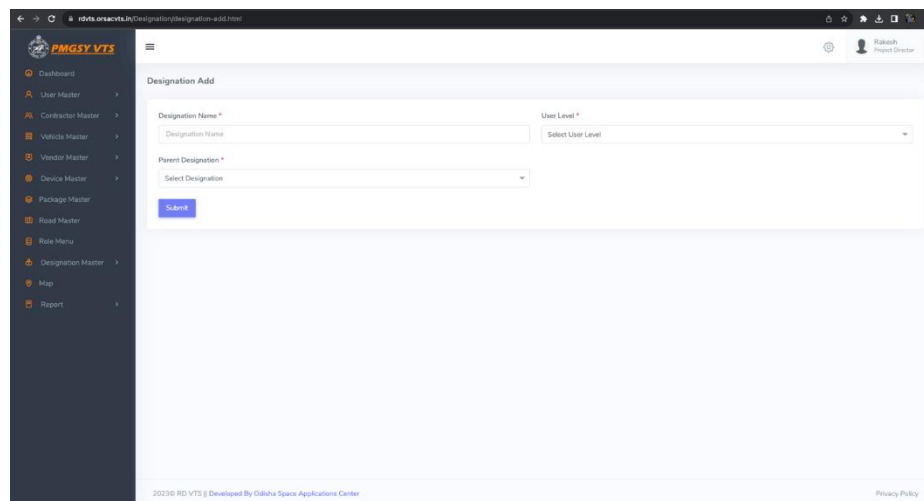 rdvts.orsacvts.in/Designation/designation-add.html
PMGSY VTS
Rakesh
Project Director
Dashboard
User Master
Contractor Master
Vehicle Master
Vendor Master
Device Master
Package Master
Road Master
Role Menu
Designation Master
Map
Report
Designation Add
Designation Name *
Designation Name
User Level *
Select User Level
Parent Designation *
Select Designation
Submit
2023© RD VTS || Developed By Odisha Space Applications Center
Privacy Policy